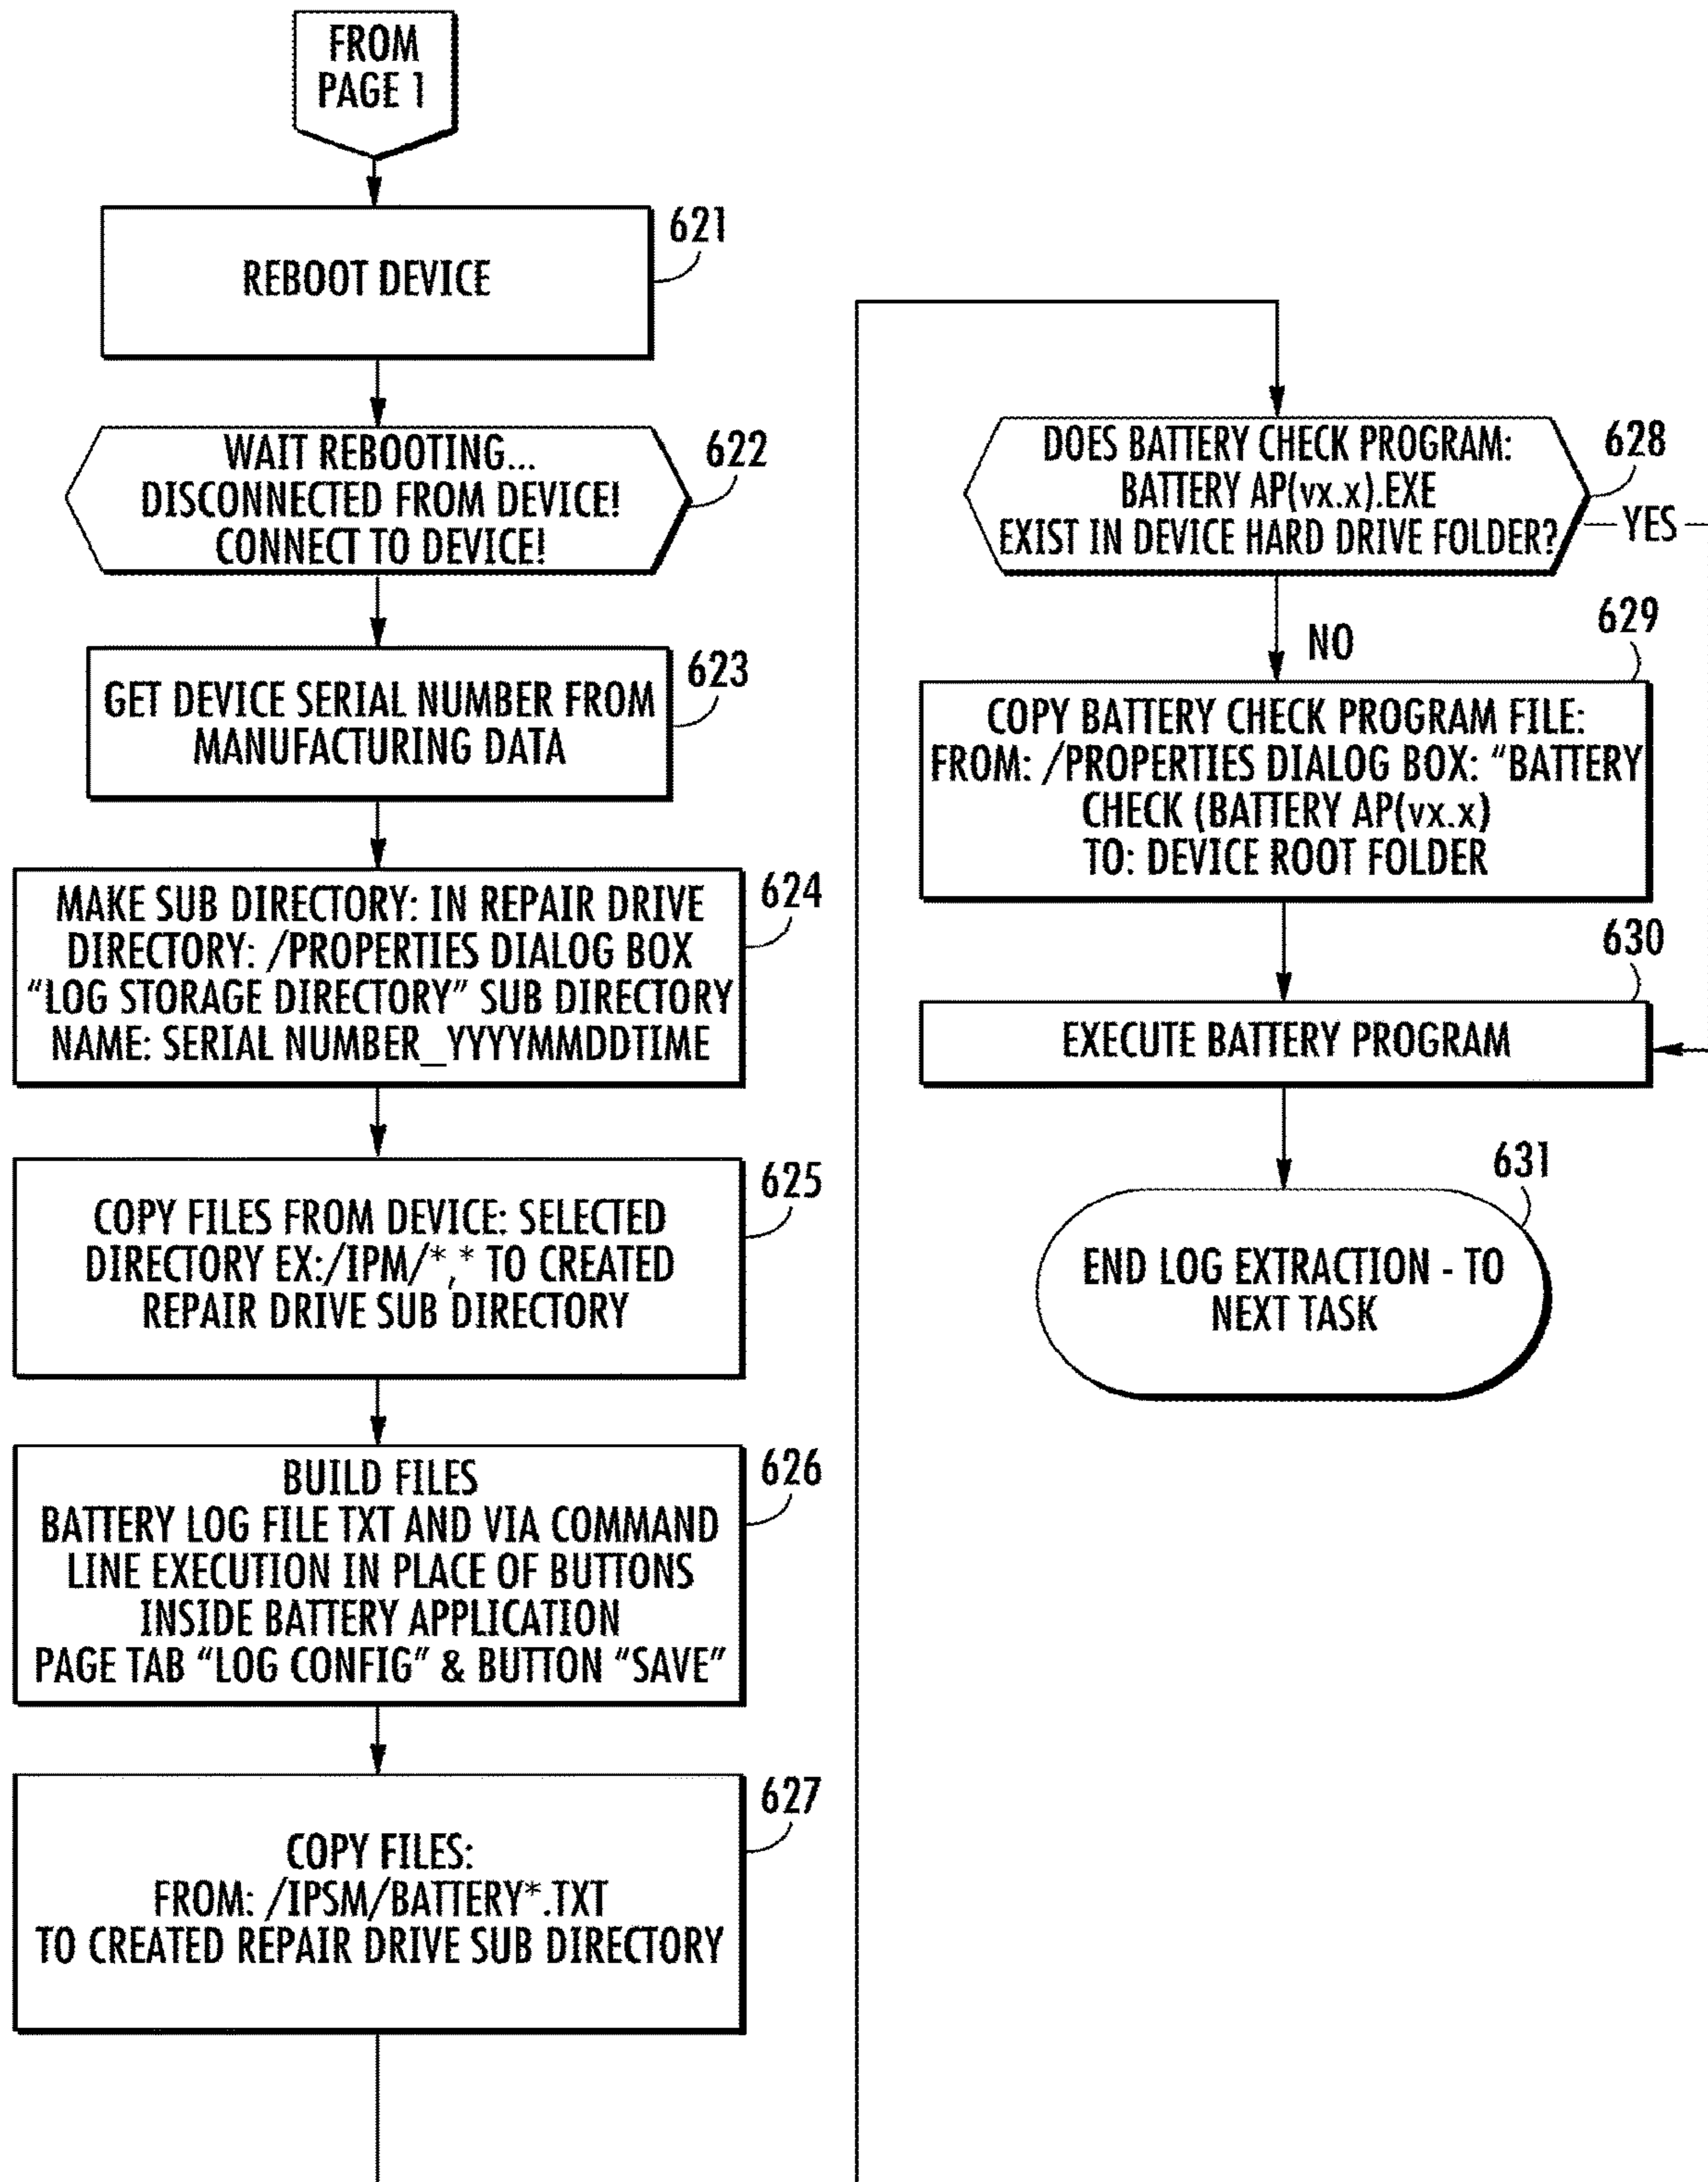 FROM
PAGE 1
621
REBOOT DEVICE
WAIT REBOOTING...
DISCONNECTED FROM DEVICE!
CONNECT TO DEVICE!
622
GET DEVICE SERIAL NUMBER FROM
MANUFACTURING DATA
623
MAKE SUB DIRECTORY: IN REPAIR DRIVE
DIRECTORY: /PROPERTIES DIALOG BOX
“LOG STORAGE DIRECTORY” SUB DIRECTORY
NAME: SERIAL NUMBER_YYYYMMDDTIME
624
COPY FILES FROM DEVICE: SELECTED
DIRECTORY EX:/IPM/*,* TO CREATED
REPAIR DRIVE SUB DIRECTORY
625
BUILD FILES
BATTERY LOG FILE TXT AND VIA COMMAND
LINE EXECUTION IN PLACE OF BUTTONS
INSIDE BATTERY APPLICATION
PAGE TAB “LOG CONFIG” & BUTTON “SAVE”
626
COPY FILES:
FROM: /IPSM/BATTERY*.TXT
TO CREATED REPAIR DRIVE SUB DIRECTORY
627
DOES BATTERY CHECK PROGRAM:
BATTERY AP(vx.x).EXE
EXIST IN DEVICE HARD DRIVE FOLDER?
628
YES
NO
629
COPY BATTERY CHECK PROGRAM FILE:
FROM: /PROPERTIES DIALOG BOX: “BATTERY
CHECK (BATTERY AP(vx.x)
TO: DEVICE ROOT FOLDER
630
EXECUTE BATTERY PROGRAM
631
END LOG EXTRACTION - TO
NEXT TASK